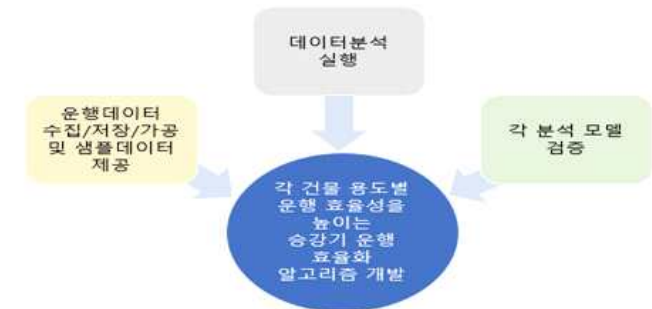 데이터분석
실행
운행데이터
수집/저장/가공
및 샘플데이터
제공
각 분석 모델
검증
각 건물 용도별
운행 효율성을
높이는
승강기 운행
효율화
알고리즘 개발